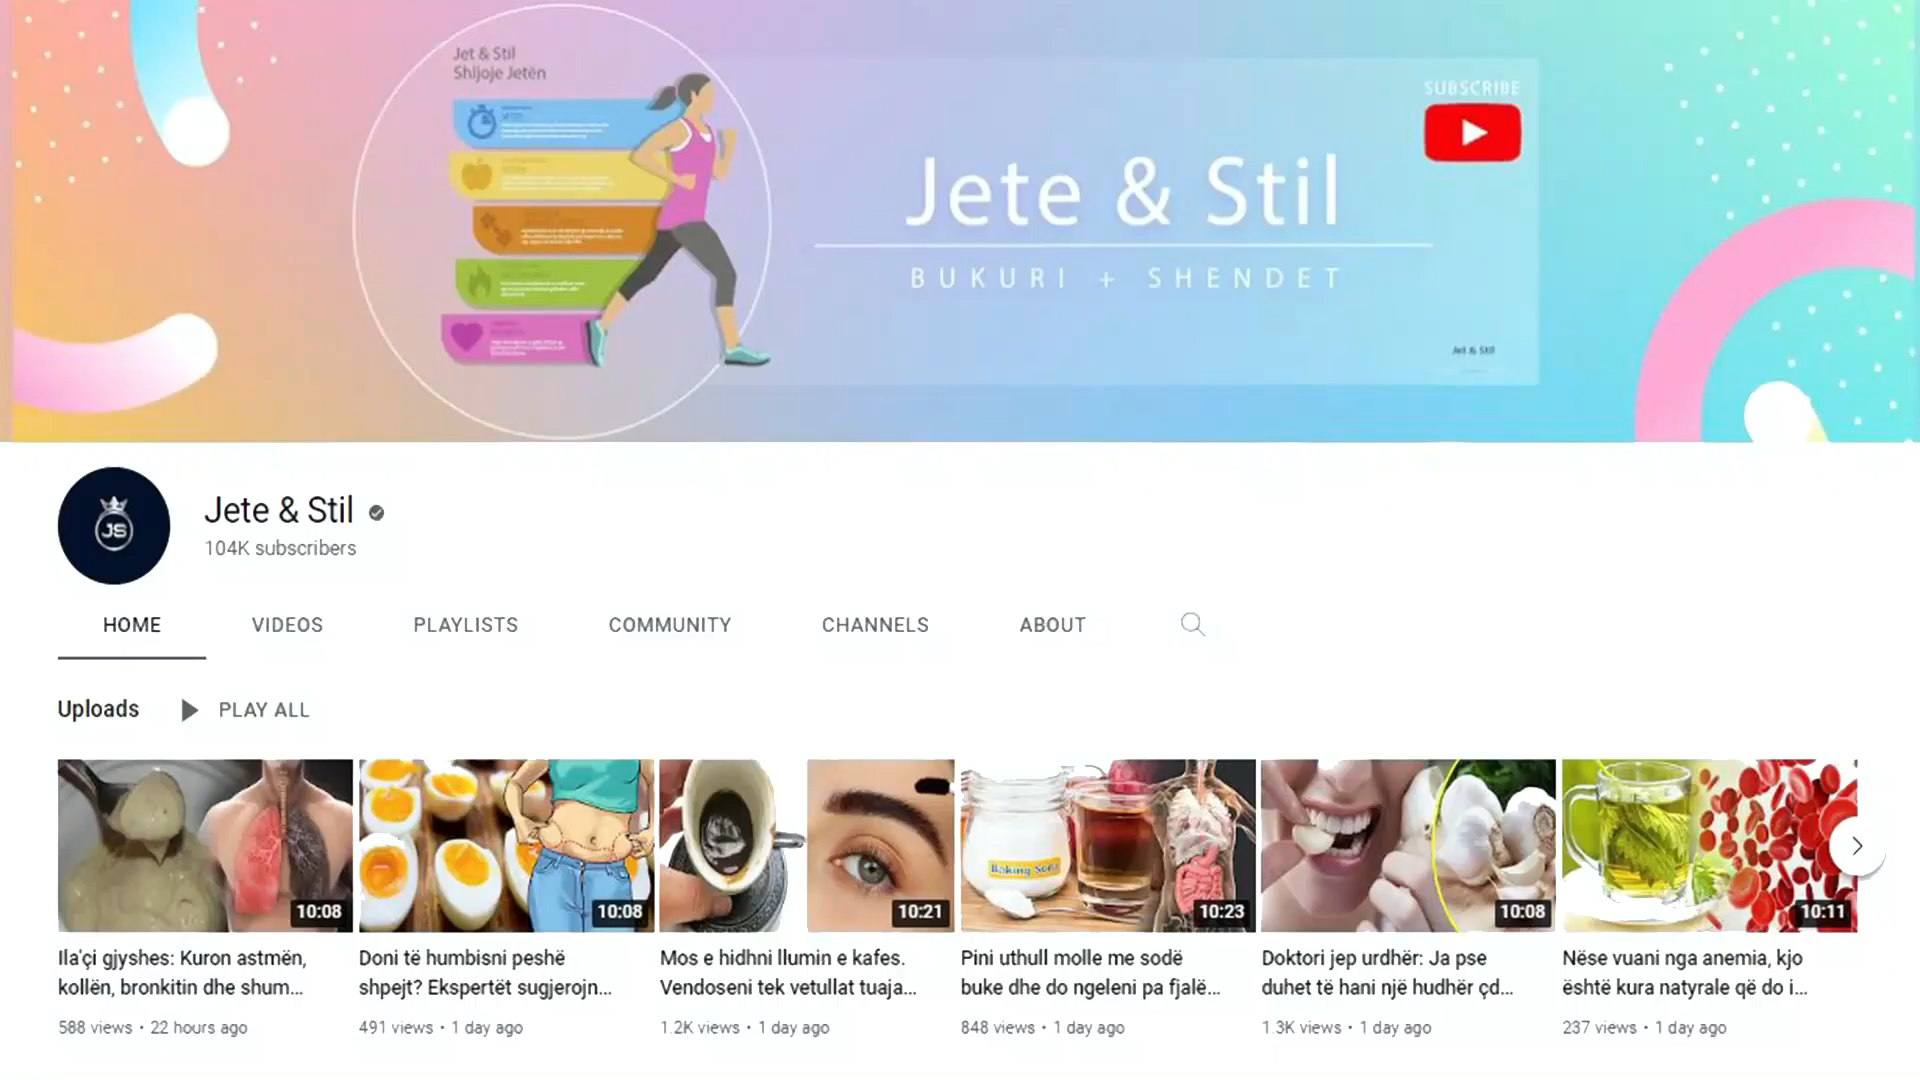 Jet & Stil
Shijoje Jetën
SUBSCRIBE
Jete & Stil
BUKURI + SHENDET
Jet & Stil
JS
Jete & Stil
104K subscribers
HOME VIDEOS PLAYLISTS COMMUNITY CHANNELS ABOUT
Uploads PLAY ALL
Baking Soda
10:08 10:08 10:21 10:23 10:08 10:11
Ila'çi gjyshes: Kuron astmën,
kollën, bronkitin dhe shum...
588 views • 22 hours ago
Doni të humbisni peshë
shpejt? Ekspertët sugjerojn...
491 views • 1 day ago
Mos e hidhni llumin e kafes.
Vendoseni tek vetullat tuaja...
1.2K views • 1 day ago
Pini uthull molle me sodë
buke dhe do ngeleni pa fjalë...
848 views • 1 day ago
Doktori jep urdhër: Ja pse
duhet të hani një hudhër çd...
1.3K views • 1 day ago
Nëse vuani nga anemia, kjo
është kura natyrale që do i...
237 views • 1 day ago